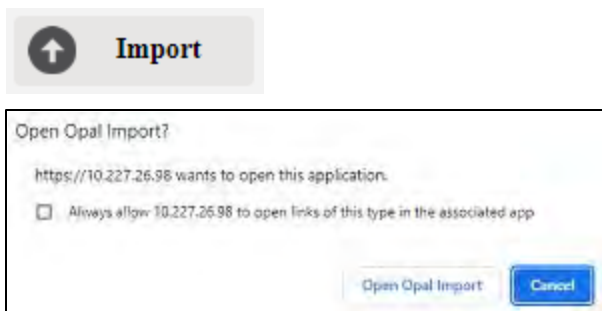 Import
Open Opal Import?
https://10.227.26.98 wants to open this application.
Always allow 10.227.26.98 to open links of this type in the associated app
Open Opal Import Cancel